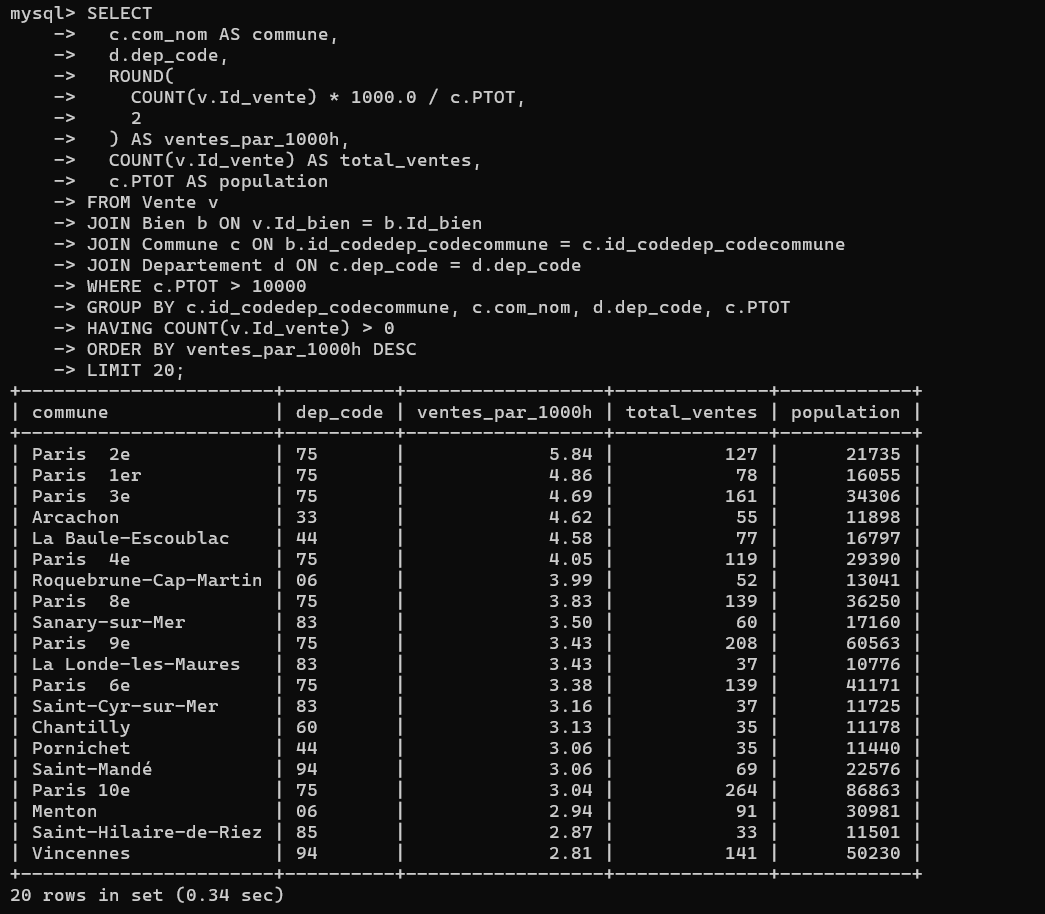 mysql> SELECT
    ->   c.com_nom AS commune,
    ->   d.dep_code,
    ->   ROUND(
    ->     COUNT(v.Id_vente) * 1000.0 / c.PTOT,
    ->     2
    ->   ) AS ventes_par_1000h,
    ->   COUNT(v.Id_vente) AS total_ventes,
    ->   c.PTOT AS population
    -> FROM Vente v
    -> JOIN Bien b ON v.Id_bien = b.Id_bien
    -> JOIN Commune c ON b.id_codedep_codecommune = c.id_codedep_codecommune
    -> JOIN Departement d ON c.dep_code = d.dep_code
    -> WHERE c.PTOT > 10000
    -> GROUP BY c.id_codedep_codecommune, c.com_nom, d.dep_code, c.PTOT
    -> HAVING COUNT(v.Id_vente) > 0
    -> ORDER BY ventes_par_1000h DESC
    -> LIMIT 20;
+-----------------------+----------+------------------+--------------+------------+
| commune               | dep_code | ventes_par_1000h | total_ventes | population |
+-----------------------+----------+------------------+--------------+------------+
| Paris  2e             | 75       |             5.84 |          127 |      21735 |
| Paris  1er            | 75       |             4.86 |           78 |      16055 |
| Paris  3e             | 75       |             4.69 |          161 |      34306 |
| Arcachon              | 33       |             4.62 |           55 |      11898 |
| La Baule-Escoublac    | 44       |             4.58 |           77 |      16797 |
| Paris  4e             | 75       |             4.05 |          119 |      29390 |
| Roquebrune-Cap-Martin | 06       |             3.99 |           52 |      13041 |
| Paris  8e             | 75       |             3.83 |          139 |      36250 |
| Sanary-sur-Mer        | 83       |             3.50 |           60 |      17160 |
| Paris  9e             | 75       |             3.43 |          208 |      60563 |
| La Londe-les-Maures   | 83       |             3.43 |           37 |      10776 |
| Paris  6e             | 75       |             3.38 |          139 |      41171 |
| Saint-Cyr-sur-Mer     | 83       |             3.16 |           37 |      11725 |
| Chantilly             | 60       |             3.13 |           35 |      11178 |
| Pornichet             | 44       |             3.06 |           35 |      11440 |
| Saint-Mandé           | 94       |             3.06 |           69 |      22576 |
| Paris 10e             | 75       |             3.04 |          264 |      86863 |
| Menton                | 06       |             2.94 |           91 |      30981 |
| Saint-Hilaire-de-Riez | 85       |             2.87 |           33 |      11501 |
| Vincennes             | 94       |             2.81 |          141 |      50230 |
+-----------------------+----------+------------------+--------------+------------+
20 rows in set (0.34 sec)